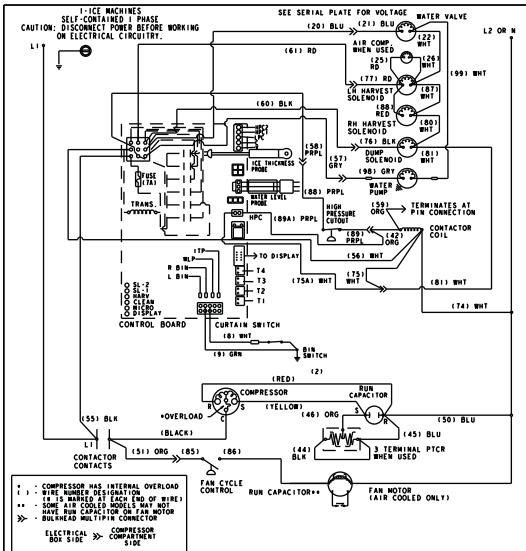 I-ICE MACHINES
SELF-CONTAINED 1 PHASE
CAUTION: DISCONNECT POWER BEFORE WORKING
ON ELECTRICAL CIRCUITRY.
SEE SERIAL PLATE FOR VOLTAGE
L1
L2 OR N
(20) BLU
(21) BLU
WATER VALVE
(22)
WHT
(61) RD
AIR COMP.
WHEN USED
(25)
RD
(26)
WHT
(99) WHT
(77) RD
LH HARVEST
SOLENOID
(87)
WHT
(88)
RED
(60) BLK
RH HARVEST
SOLENOID
(80)
WHT
(76) BLK
DUMP SOLENOID
(81)
WHT
(58)
PRPL
(57)
GRY
(98) GRY
WATER
PUMP
FUSE
(7A)
TRANS.
ICE THICKNESS
PROBE
WATER LEVEL
PROBE
(88) PRPL
HPC
(89A) PRPL
HIGH
PRESSURE
CUTOUT
(59)
ORG
TERMINATES AT
PIN CONNECTION
CONTACTOR
COIL
(89)
PRPL
(42)
ORG
(56) WHT
TO DISPLAY
ITP
WLP
R BIN
L BIN
T4
T3
T2
T1
(75)
WHT
(75A) WHT
(81) WHT
(74) WHT
SL-2
SL-1
HARV
CLEAN
MICRO
DISPLAY
CONTROL BOARD
CURTAIN SWITCH
(8) WHT
(9) GRN
BIN
SWITCH
(2)
(RED)
COMPRESSOR
R
S
C
RUN
CAPACITOR
(YELLOW)
*OVERLOAD
(46) ORG
S
R
(50) BLU
(45) BLU
(BLACK)
(55) BLK
L1
CONTACTOR
CONTACTS
(44)
BLK
3 TERMINAL PTCR
WHEN USED
(51) ORG
(85)
(86)
FAN CYCLE
CONTROL
RUN CAPACITOR**
FAN MOTOR
(AIR COOLED ONLY)
* - COMPRESSOR HAS INTERNAL OVERLOAD
( ) - WIRE NUMBER DESIGNATION
(# IS MARKED AT EACH END OF WIRE)
** - SOME AIR COOLED MODELS MAY NOT
HAVE RUN CAPACITOR ON FAN MOTOR
>>- - BULKHEAD MULTIPIN CONNECTOR
ELECTRICAL
BOX SIDE
>>-
COMPRESSOR
COMPARTMENT
SIDE